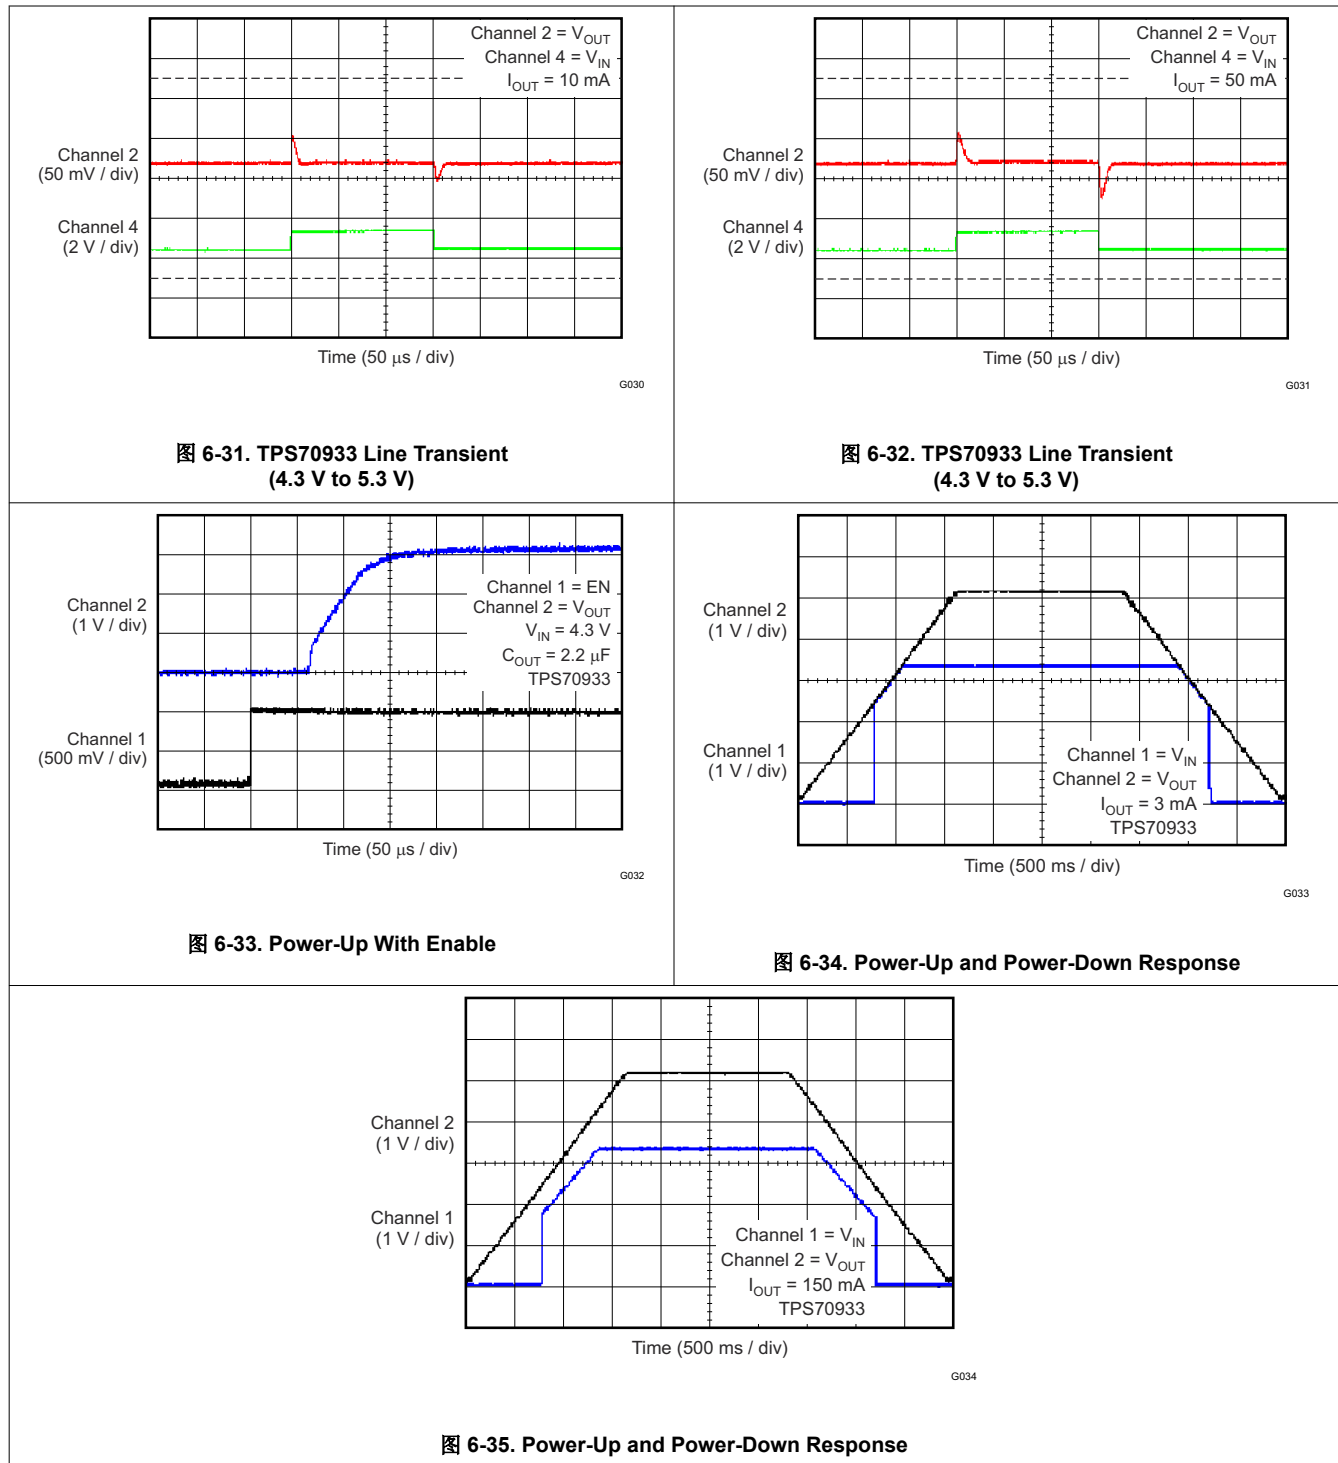 Channel 2 = VOUT
Channel 4 = VIN
IOUT = 10 mA
Channel 2
(50 mV / div)
Channel 4
(2 V / div)
Time (50 μs / div)
G030
图 6-31. TPS70933 Line Transient
(4.3 V to 5.3 V)
Channel 2 = VOUT
Channel 4 = VIN
IOUT = 50 mA
Channel 2
(50 mV / div)
Channel 4
(2 V / div)
Time (50 μs / div)
G031
图 6-32. TPS70933 Line Transient
(4.3 V to 5.3 V)
Channel 2
(1 V / div)
Channel 1 = EN
Channel 2 = VOUT
VIN = 4.3 V
COUT = 2.2 μF
TPS70933
Channel 1
(500 mV / div)
Time (50 μs / div)
G032
图 6-33. Power-Up With Enable
Channel 2
(1 V / div)
Channel 1
(1 V / div)
Channel 1 = VIN
Channel 2 = VOUT
IOUT = 3 mA
TPS70933
Time (500 ms / div)
G033
图 6-34. Power-Up and Power-Down Response
Channel 2
(1 V / div)
Channel 1
(1 V / div)
Channel 1 = VIN
Channel 2 = VOUT
IOUT = 150 mA
TPS70933
Time (500 ms / div)
G034
图 6-35. Power-Up and Power-Down Response